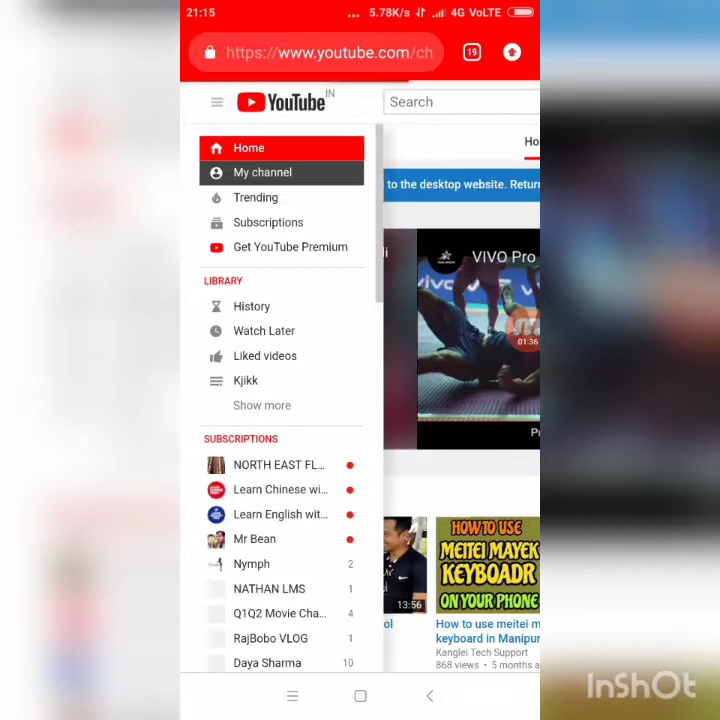 21:15
... 5.78K/s 4G VoLTE
https://www.youtube.com/ch
19
YouTube IN
Search
Home
My channel
Trending
Subscriptions
Get YouTube Premium
LIBRARY
History
Watch Later
Liked videos
Kjikk
Show more
SUBSCRIPTIONS
NORTH EAST FL...
Learn Chinese wi...
Learn English wit...
Mr Bean
Nymph 2
NATHAN LMS 1
Q1Q2 Movie Cha... 4
RajBobo VLOG 1
Daya Sharma 10
Ho
to the desktop website. Return
VIVO Pro
01:36
13:56
HOW TO USE
MEITEI MAYEK
KEYBOADR
ON YOUR PHONE
ol
How to use meitei m
keyboard in Manipur
Kanglei Tech Support
868 views • 5 months a
InShOt